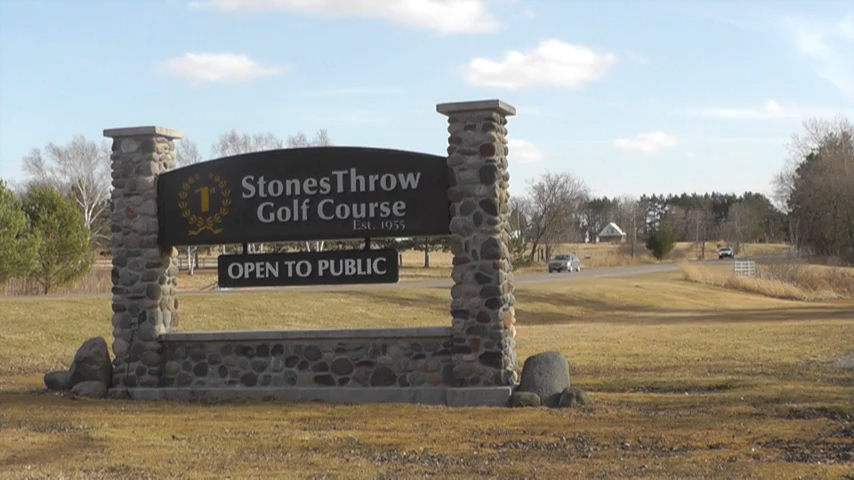 1
StonesThrow
Golf Course
Est. 1955
OPEN TO PUBLIC